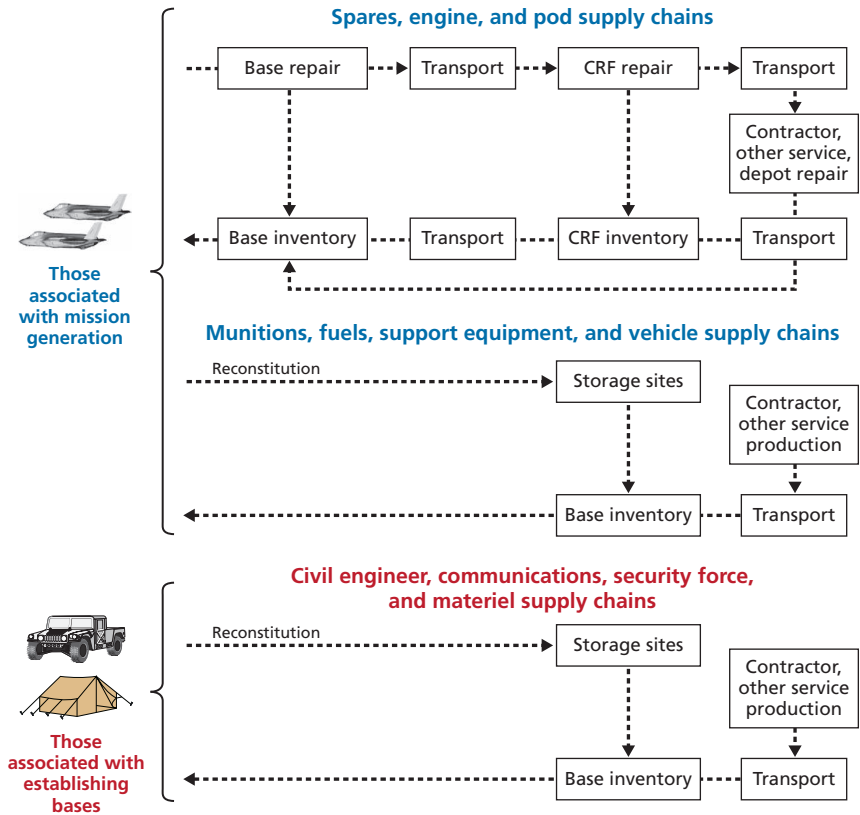 Spares, engine, and pod supply chains
Base repair
Transport
CRF repair
Transport
Contractor,
other service,
depot repair
Base inventory
Transport
CRF inventory
Transport
Those
associated
with mission
generation
Munitions, fuels, support equipment, and vehicle supply chains
Reconstitution
Storage sites
Contractor,
other service
production
Base inventory
Transport
Civil engineer, communications, security force,
and materiel supply chains
Reconstitution
Storage sites
Contractor,
other service
production
Those
associated with
establishing
bases
Base inventory
Transport